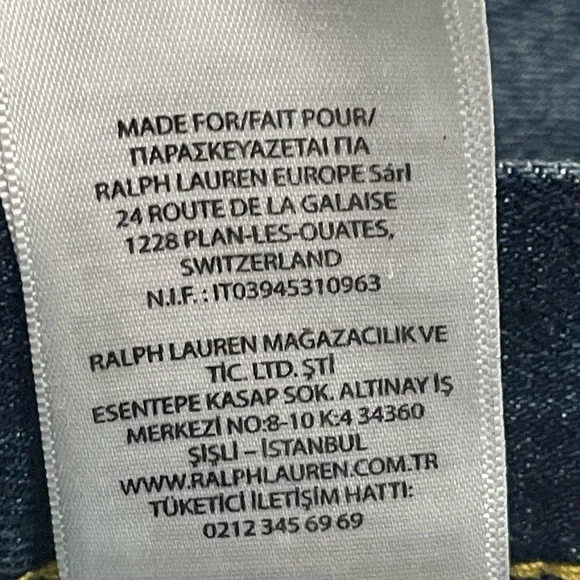 MADE FOR/FAIT POUR/
ΠΑΡΑΣΚΕΥΑΖΕΤΑΙ ΓΙΑ
RALPH LAUREN EUROPE Sárl
24 ROUTE DE LA GALAISE
1228 PLAN-LES-OUATES,
SWITZERLAND
N.I.F. : IT03945310963
RALPH LAUREN MAĞAZACILIK VE
TİC. LTD. ŞTİ
ESENTEPE KASAP SOK. ALTINAY İŞ
MERKEZİ NO:8-10 K:4 34360
ŞİŞLİ – İSTANBUL
WWW.RALPHLAUREN.COM.TR
TÜKETİCİ İLETİŞİM HATTI:
0212 345 69 69